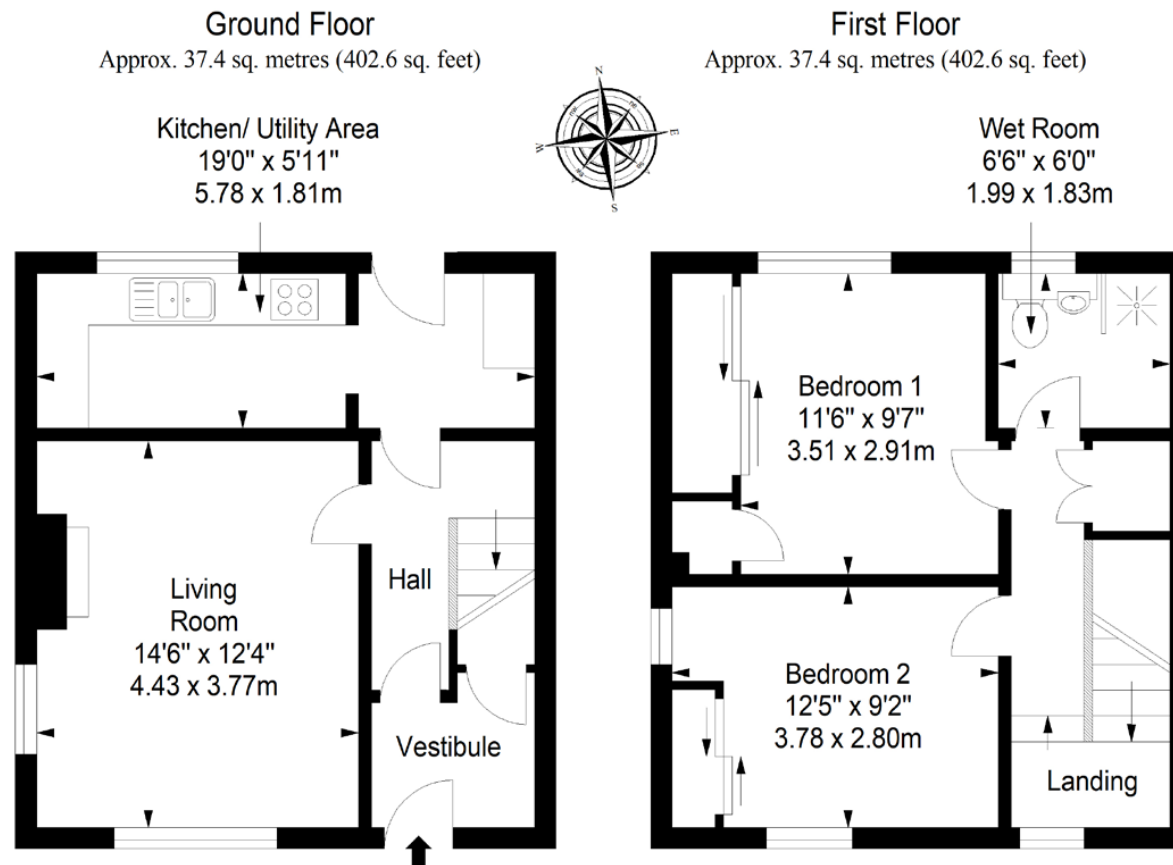 Ground Floor
Approx. 37.4 sq. metres (402.6 sq. feet)
Kitchen/ Utility Area
19'0" x 5'11"
5.78 x 1.81m
Living
Room
14'6" x 12'4"
4.43 x 3.77m
Hall
Vestibule
N
E
S
W
First Floor
Approx. 37.4 sq. metres (402.6 sq. feet)
Wet Room
6'6" x 6'0"
1.99 x 1.83m
Bedroom 1
11'6" x 9'7"
3.51 x 2.91m
Bedroom 2
12'5" x 9'2"
3.78 x 2.80m
Landing